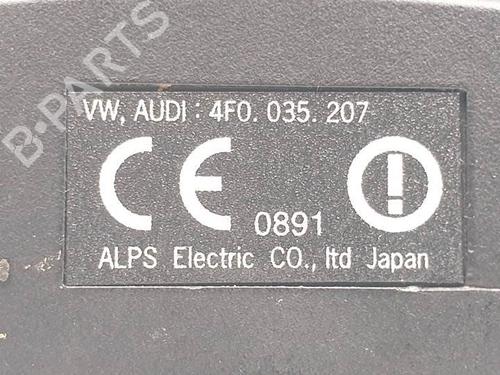 B-PARTS
VW, AUDI : 4F0. 035. 207
CE 0891
ALPS Electric CO., ltd Japan